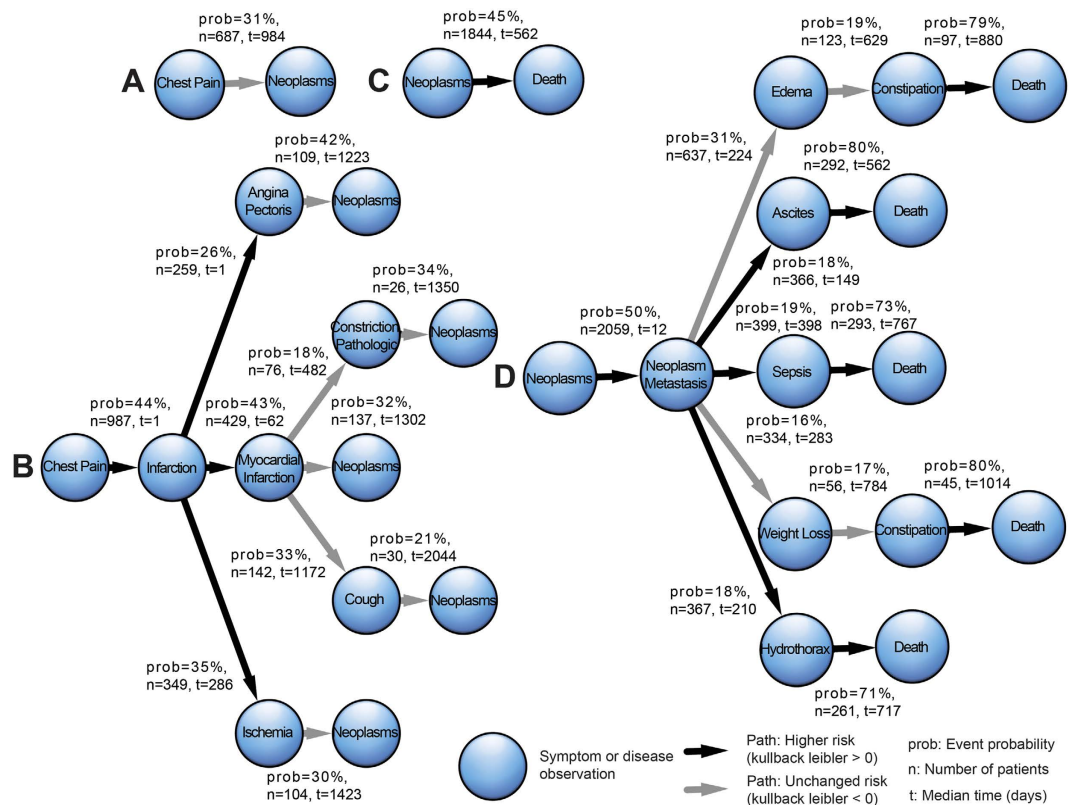 A
prob=31%,
n=687, t=984
Chest Pain
Neoplasms
C
prob=45%,
n=1844, t=562
Neoplasms
Death
B
Chest Pain
prob=44%,
n=987, t=1
Infarction
prob=26%,
n=259, t=1
Angina
Pectoris
prob=42%,
n=109, t=1223
Neoplasms
prob=43%,
n=429, t=62
Myocardial
Infarction
prob=18%,
n=76, t=482
Constriction
Pathologic
prob=34%,
n=26, t=1350
Neoplasms
prob=32%,
n=137, t=1302
Neoplasms
prob=33%,
n=142, t=1172
Cough
prob=21%,
n=30, t=2044
Neoplasms
prob=35%,
n=349, t=286
Ischemia
Neoplasms
prob=30%,
n=104, t=1423
D
Neoplasms
prob=50%,
n=2059, t=12
Neoplasm
Metastasis
prob=31%,
n=637, t=224
Edema
prob=19%,
n=123, t=629
Constipation
prob=79%,
n=97, t=880
Death
prob=18%,
n=366, t=149
Ascites
prob=80%,
n=292, t=562
Death
prob=19%,
n=399, t=398
Sepsis
prob=73%,
n=293, t=767
Death
prob=16%,
n=334, t=283
Weight Loss
prob=17%,
n=56, t=784
Constipation
prob=80%,
n=45, t=1014
Death
prob=18%,
n=367, t=210
Hydrothorax
Death
prob=71%,
n=261, t=717
Symptom or disease
observation
Path: Higher risk
(kullback leibler > 0)
Path: Unchanged risk
(kullback leibler < 0)
prob: Event probability
n: Number of patients
t: Median time (days)